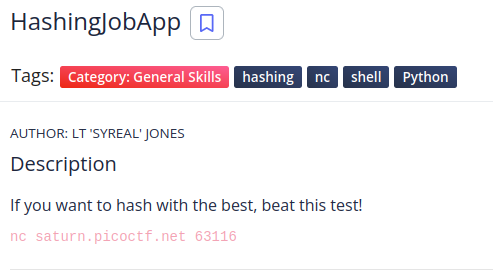 HashingJobApp
Tags: Category: General Skills hashing nc shell Python
AUTHOR: LT 'SYREAL' JONES
Description
If you want to hash with the best, beat this test!
nc saturn.picoctf.net 63116